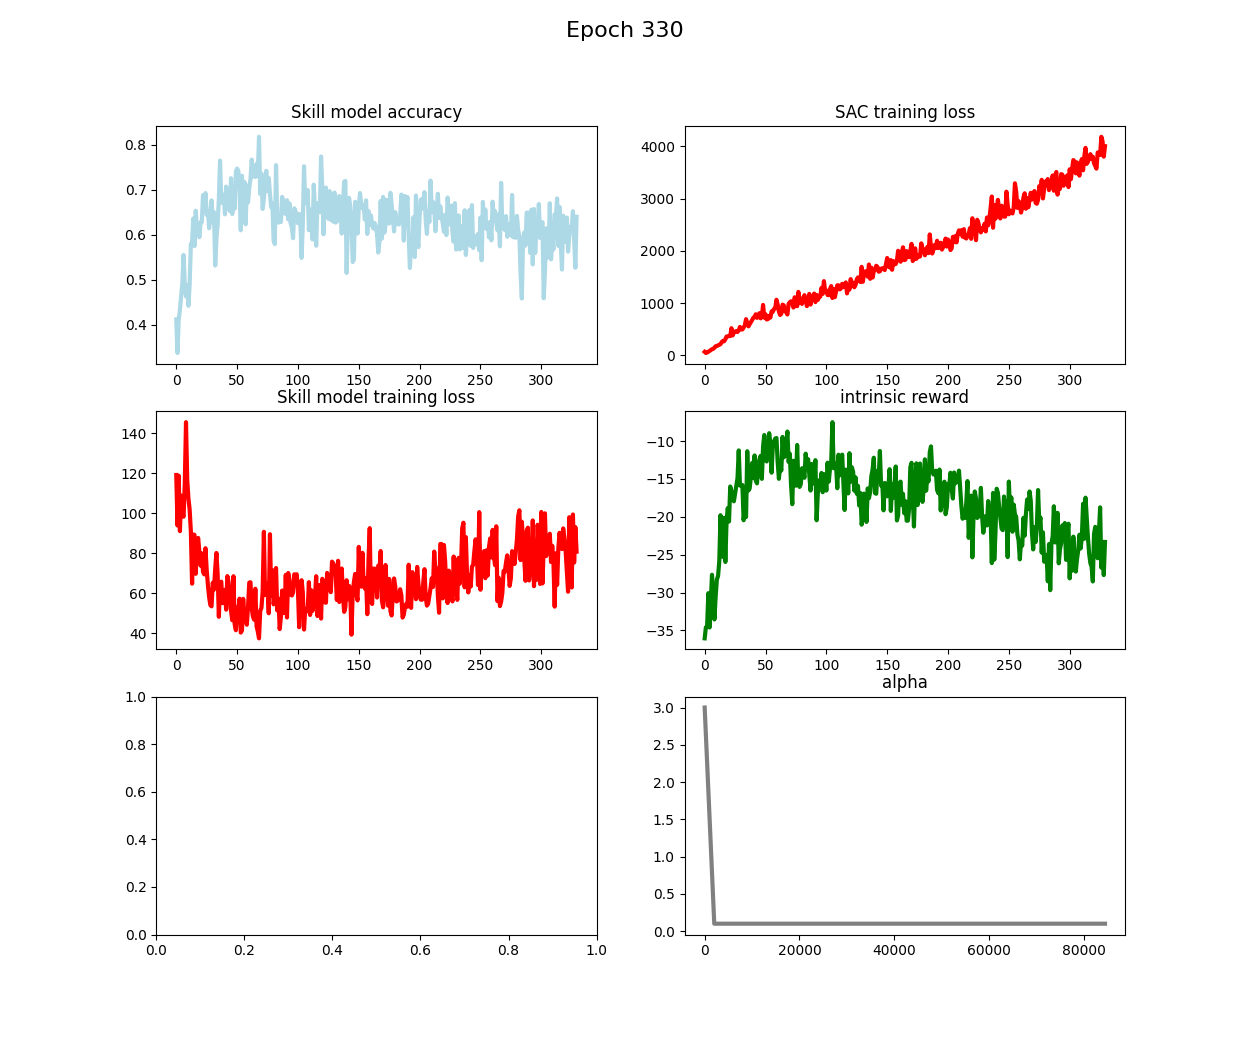 Epoch 330
Skill model accuracy
0.8
0.7
0.6
0.5
0.4
0 50 100 150 200 250 300
SAC training loss
4000
3000
2000
1000
0
0 50 100 150 200 250 300
Skill model training loss
140
120
100
80
60
40
0 50 100 150 200 250 300
intrinsic reward
−10
−15
−20
−25
−30
−35
0 50 100 150 200 250 300
1.0
0.8
0.6
0.4
0.2
0.0
0.0 0.2 0.4 0.6 0.8 1.0
alpha
3.0
2.5
2.0
1.5
1.0
0.5
0.0
0 20000 40000 60000 80000